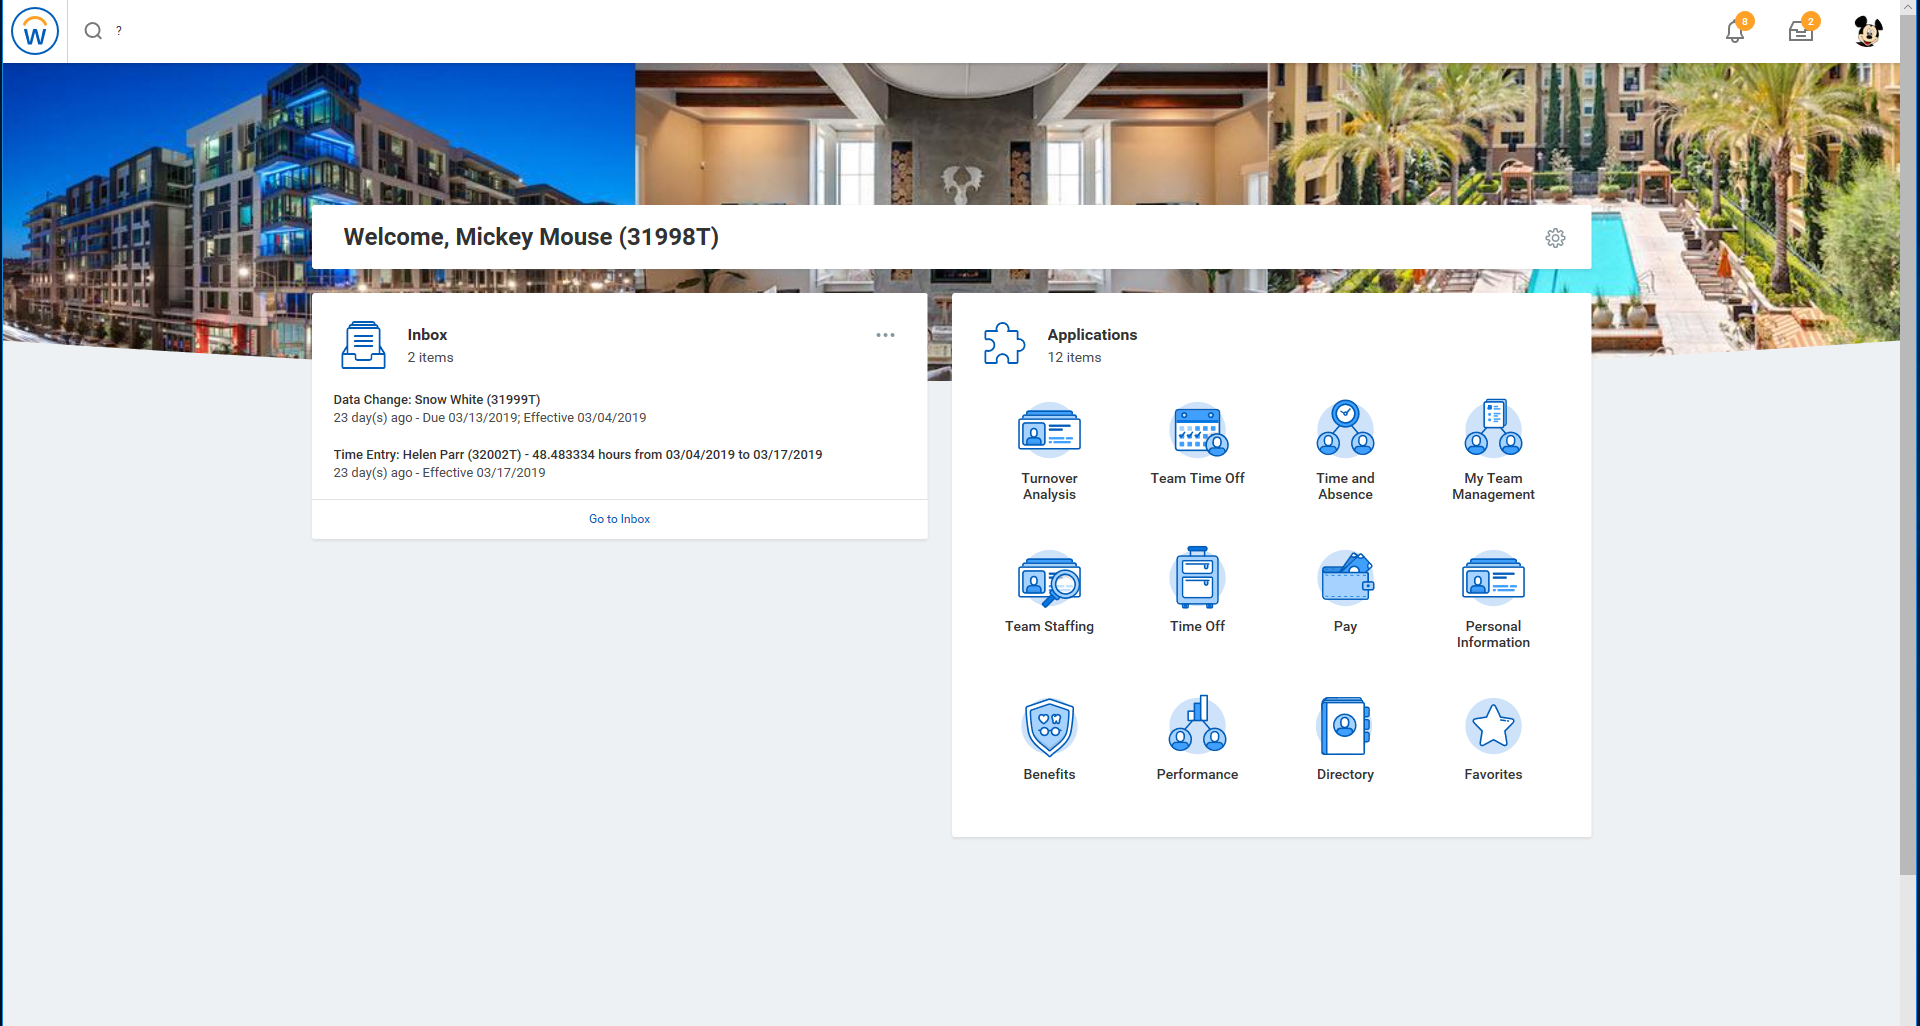 W
?
8
2
Welcome, Mickey Mouse (31998T)
Inbox
2 items
Data Change: Snow White (31999T)
23 day(s) ago - Due 03/13/2019; Effective 03/04/2019
Time Entry: Helen Parr (32002T) - 48.483334 hours from 03/04/2019 to 03/17/2019
23 day(s) ago - Effective 03/17/2019
Go to Inbox
Applications
12 items
Turnover
Analysis
Team Time Off
Time and
Absence
My Team
Management
Team Staffing
Time Off
Pay
Personal
Information
Benefits
Performance
Directory
Favorites